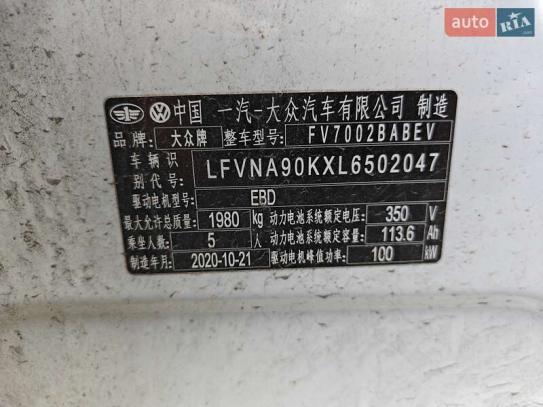 auto RIA.com
中国 一汽-大众汽车有限公司 制造
品牌: 大众牌 整车型号: FV7002BABEV
车辆识别代号: LFVNA90KXL6502047
驱动电机型号: EBD
最大允许总质量: 1980 kg 动力电池系统额定电压: 350 V
乘坐人数: 5 人 动力电池系统额定容量: 113.6 Ah
制造年月: 2020-10-21 驱动电机峰值功率: 100 kW